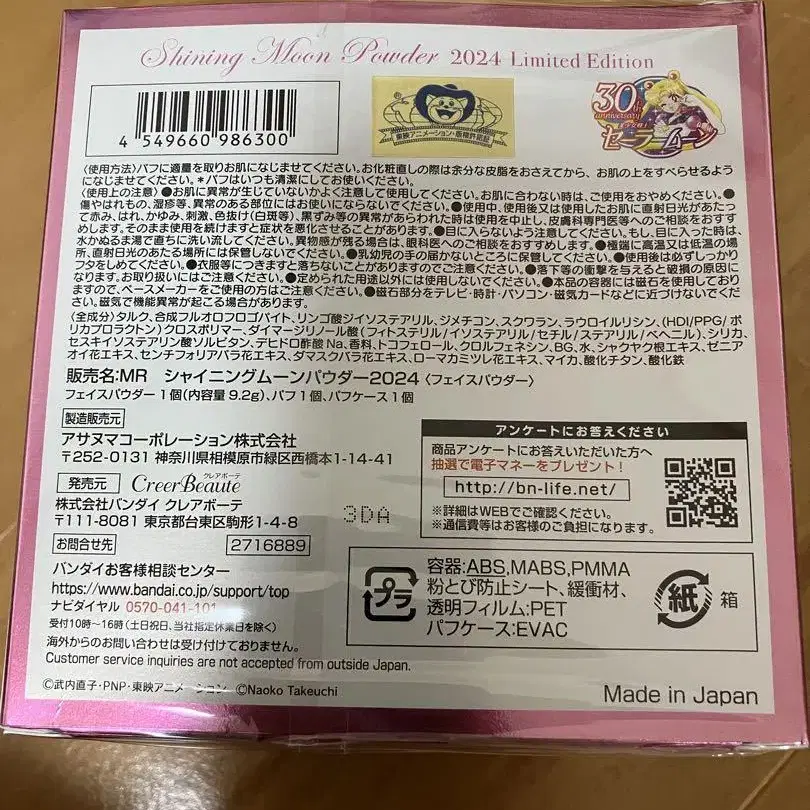 Shining Moon Powder 2024 Limited Edition
4 549660 986300
東映アニメーション・版権許諾証
30th
anniversary
セーラームーン
〈使用方法〉パフに適量を取りお肌になじませてください。お化粧直しの際は余分な皮脂をおさえてから、お肌の上をすべらせるよう
になじませてください。＊パフはいつも清潔にしてお使いください。
〈使用上の注意〉●お肌に異常が生じていないかよく注意して使用してください。お肌に合わない時は、ご使用をおやめください。●
傷やはれもの、湿疹等、異常のある部位にはお使いにならないでください。●使用中、使用後又は使用したお肌に直射日光があたっ
て赤み、はれ、かゆみ、刺激、色抜け(白斑等)、黒ずみ等の異常があらわれた時は使用を中止し、皮膚科専門医等へのご相談をおすす
めします。そのまま使用を続けますと症状を悪化させることがあります。●目に入らないよう注意してください。もし、目に入った時は、
水かぬるま湯で直ちに洗い流してください。異物感が残る場合は、眼科医へのご相談をおすすめします。●極端に高温又は低温の場
所、直射日光のあたる場所には保管しないでください。●乳幼児の手の届かないところに保管してください。●使用後は必ずしっかり
フタをしめてください。●衣服等につきますと落ちないことがありますのでご注意ください。●落下等の衝撃を与えると破損の原因に
なります。お取り扱いにはご注意ください。●定められた用途以外には使用しないでください。●本品の容器には磁石を使用しており
ますので、ペースメーカーをご使用の方はご注意ください。●磁石部分をテレビ・時計・パソコン・磁気カードなどに近づけないでくだ
さい。磁気で機能異常が起こる場合があります。
〈全成分〉タルク、合成フルオロフロゴパイト、リンゴ酸ジイソステアリル、ジメチコン、スクワラン、ラウロイルリシン、(HDI/PPG/ポ
リカプロラクトン)クロスポリマー、ダイマージリノール酸(フィトステリル/イソステアリル/セチル/ステアリル/ベヘニル)、シリカ、
セスキイソステアリン酸ソルビタン、デヒドロ酢酸Na、香料、トコフェロール、クロルフェネシン、BG、水、シャクヤク根エキス、ゼニア
オイ花エキス、センチフォリアバラ花エキス、ダマスクバラ花エキス、ローマカミツレ花エキス、マイカ、酸化チタン、酸化鉄
販売名:MR シャイニングムーンパウダー2024〈フェイスパウダー〉
フェイスパウダー 1個(内容量9.2g)、パフ1個、パフケース1個
製造販売元
アサヌマコーポレーション株式会社
〒252-0131 神奈川県相模原市緑区西橋本1-14-41
発売元 CreerBeaute クレアボーテ
株式会社バンダイ クレアボーテ
〒111-8081 東京都台東区駒形1-4-8
お問合せ先 2716889
バンダイお客様相談センター
https://www.bandai.co.jp/support/top
ナビダイヤル 0570-041-101
受付10時～16時(土日祝日、当社指定休業日を除く)
海外からのお問い合わせは受け付けておりません。
Customer service inquiries are not accepted from outside Japan.
©武内直子・PNP・東映アニメーション ©Naoko Takeuchi
3DA
アンケートにお答えください
商品アンケートにお答えいただいた方へ
抽選で電子マネーをプレゼント！
http://bn-life.net/
※詳細はWEBでご確認ください。
※通信費等はお客様のご負担になります。
プラ
容器:ABS,MABS,PMMA
粉とび防止シート、緩衝材、
透明フィルム:PET
パフケース:EVAC
紙 箱
Made in Japan